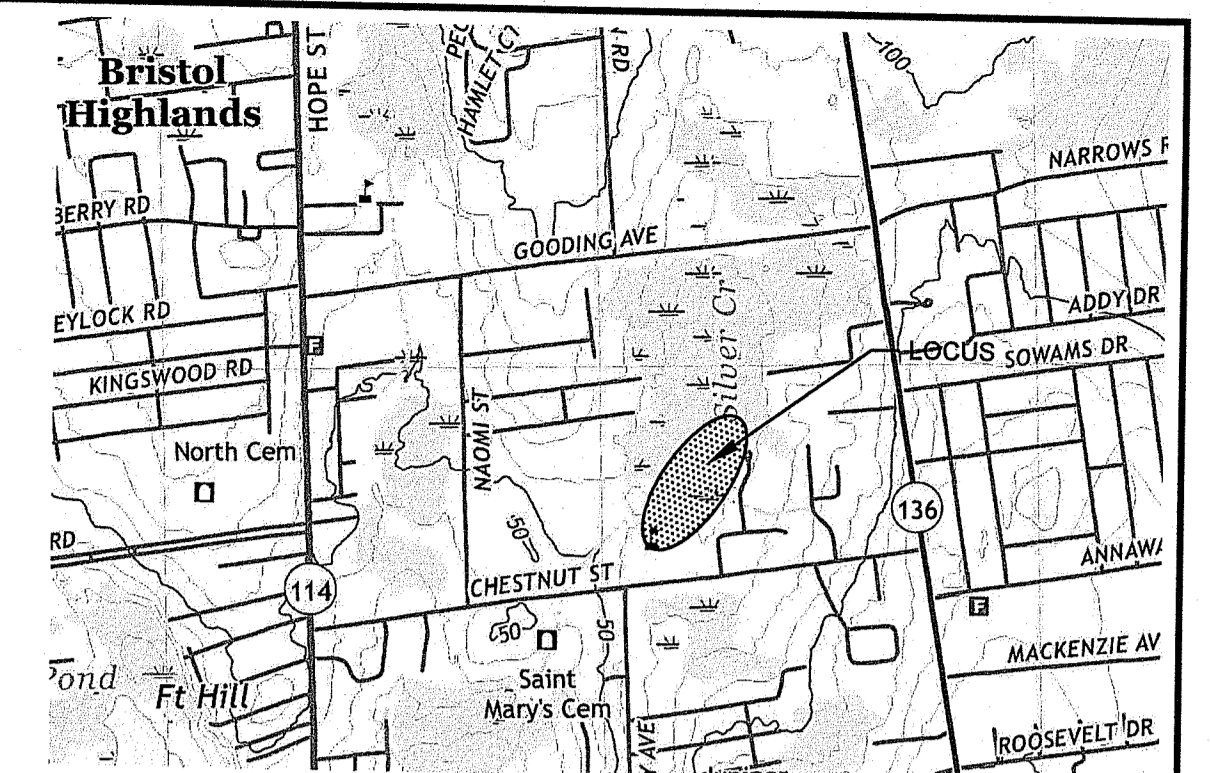 Bristol
Highlands
HOPE ST
HAMLET CT
RD
100
NARROWS
BERRY RD
GOODING AVE
EYLOCK RD
ADDY DR
Silver Cr
LOCUS
SOWAMS DR
KINGSWOOD RD
F
NAOMI ST
North Cem
136
50
RD
ANNAWA
CHESTNUT ST
114
F
50
50
MACKENZIE AV
Pond
Ft Hill
Saint
Mary's Cem
AVE
ROOSEVELT DR